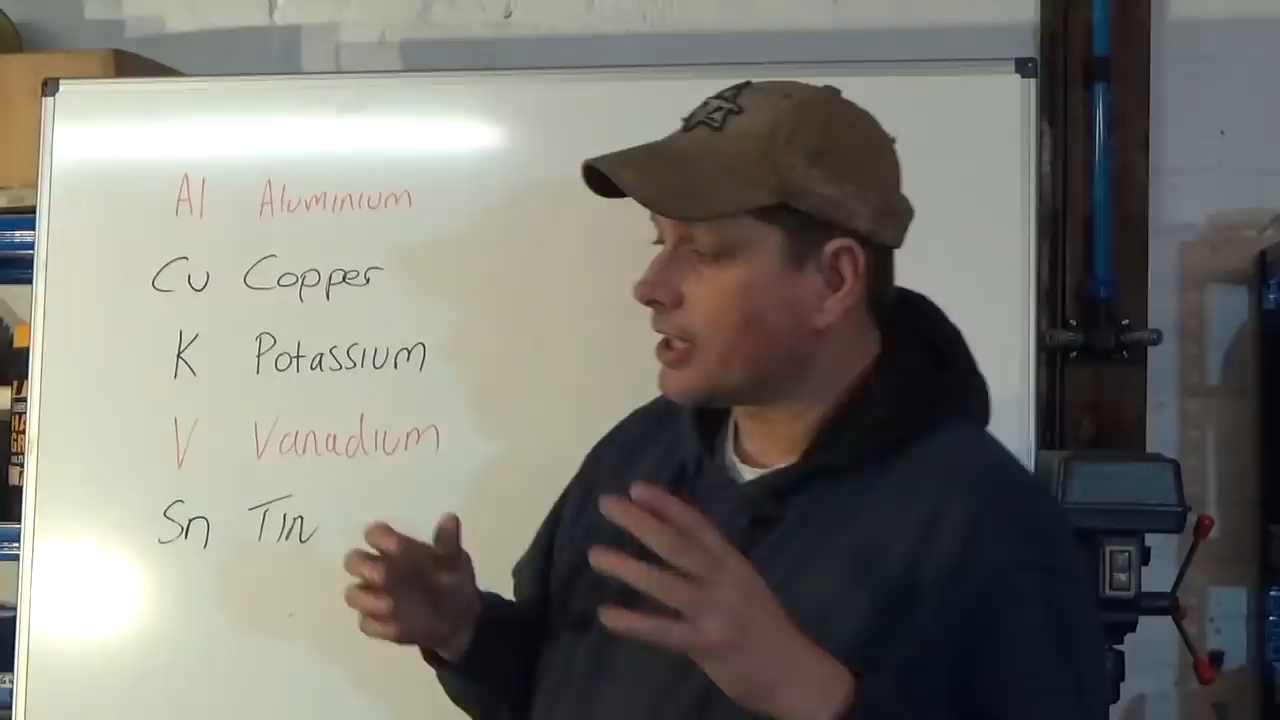 Al Aluminium
Cu Copper
K Potassium
V Vanadium
Sn Tin